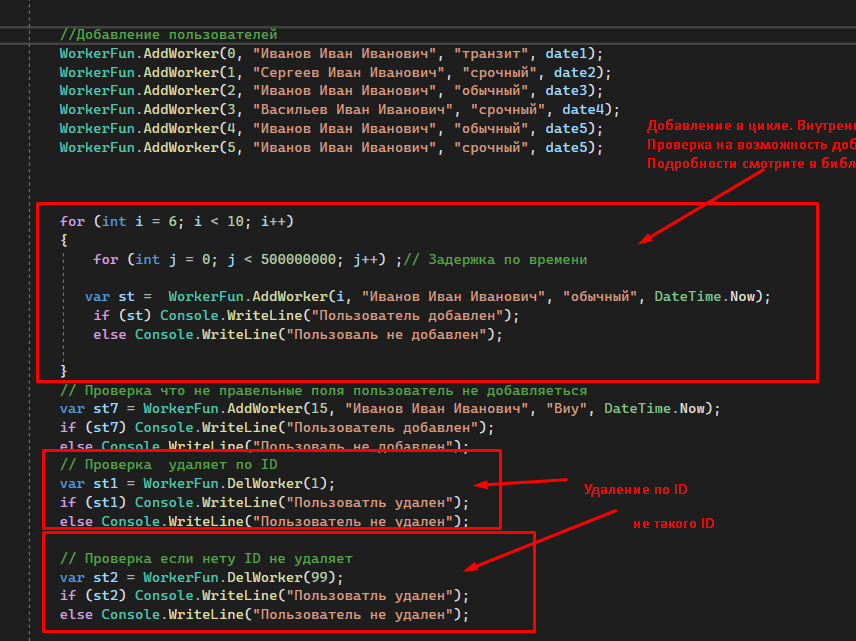 //Добавление пользователей
WorkerFun.AddWorker(0, "Иванов Иван Иванович", "транзит", date1);
WorkerFun.AddWorker(1, "Сергеев Иван Иванович", "срочный", date2);
WorkerFun.AddWorker(2, "Иванов Иван Иванович", "обычный", date3);
WorkerFun.AddWorker(3, "Васильев Иван Иванович", "срочный", date4);
WorkerFun.AddWorker(4, "Иванов Иван Иванович", "обычный", date5);
WorkerFun.AddWorker(5, "Иванов Иван Иванович", "срочный", date5);
Добавление в цикле.
Проверка на возможность
Подробности смотрите в
for (int i = 6; i < 10; i++)
{
for (int j = 0; j < 500000000; j++) ;// Задержка по времени
var st = WorkerFun.AddWorker(i, "Иванов Иван Иванович", "обычный", DateTime.Now);
if (st) Console.WriteLine("Пользователь добавлен");
else Console.WriteLine("Пользоваль не добавлен");
}
// Проверка что не правельные поля пользователь не добавляеться
var st7 = WorkerFun.AddWorker(15, "Иванов Иван Иванович", "Виу", DateTime.Now);
if (st7) Console.WriteLine("Пользователь добавлен");
else Console.WriteLine("Пользоваль не добавлен");
// Проверка удаляет по ID
var st1 = WorkerFun.DelWorker(1);
if (st1) Console.WriteLine("Пользоватль удален");
else Console.WriteLine("Пользователь не удален");
Удаление по ID
не такого ID
// Проверка если нету ID не удаляет
var st2 = WorkerFun.DelWorker(99);
if (st2) Console.WriteLine("Пользоватль удален");
else Console.WriteLine("Пользователь не удален");